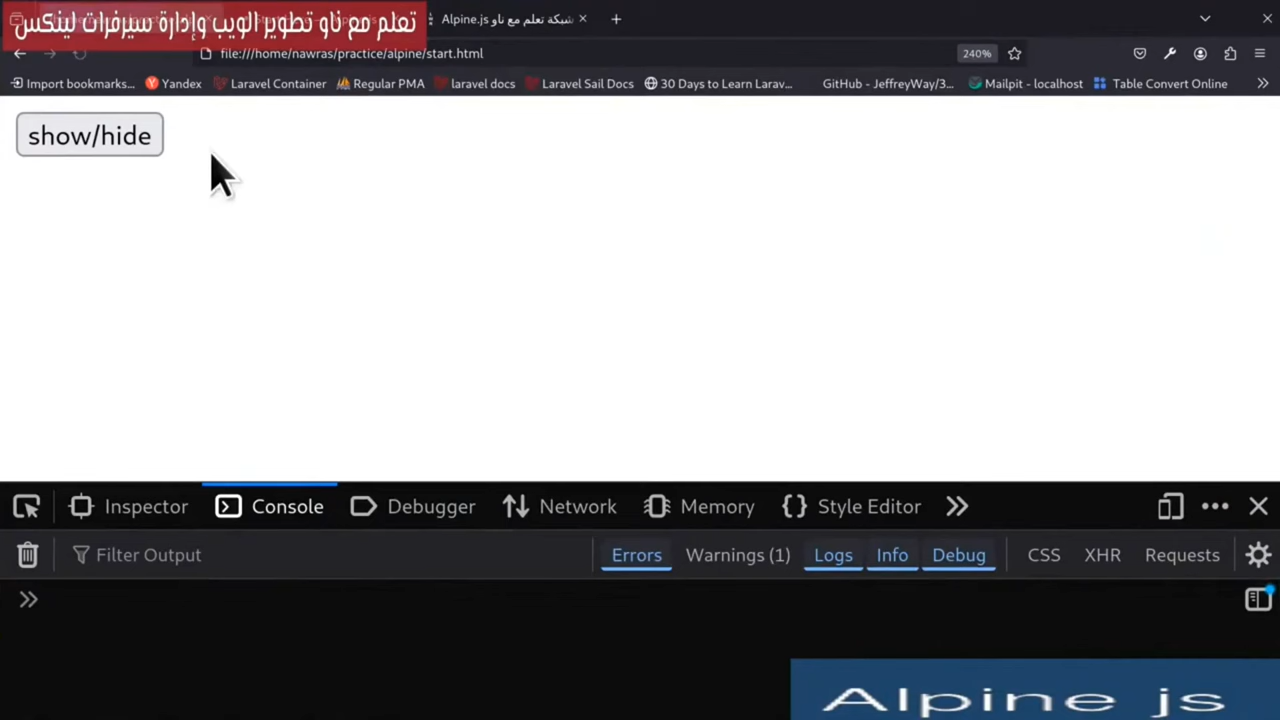 تعلم مع ناو تطوير الويب وإدارة سيرفرات لينكس
Alpine.js شبكة تعلم مع ناو
file:///home/nawras/practice/alpine/start.html
240%
Import bookmarks...
Yandex
Laravel Container
Regular PMA
laravel docs
Laravel Sail Docs
30 Days to Learn Larav...
GitHub - JeffreyWay/3...
Mailpit - localhost
Table Convert Online
show/hide
Inspector
Console
Debugger
Network
Memory
Style Editor
Filter Output
Errors
Warnings (1)
Logs
Info
Debug
CSS
XHR
Requests
Alpine js